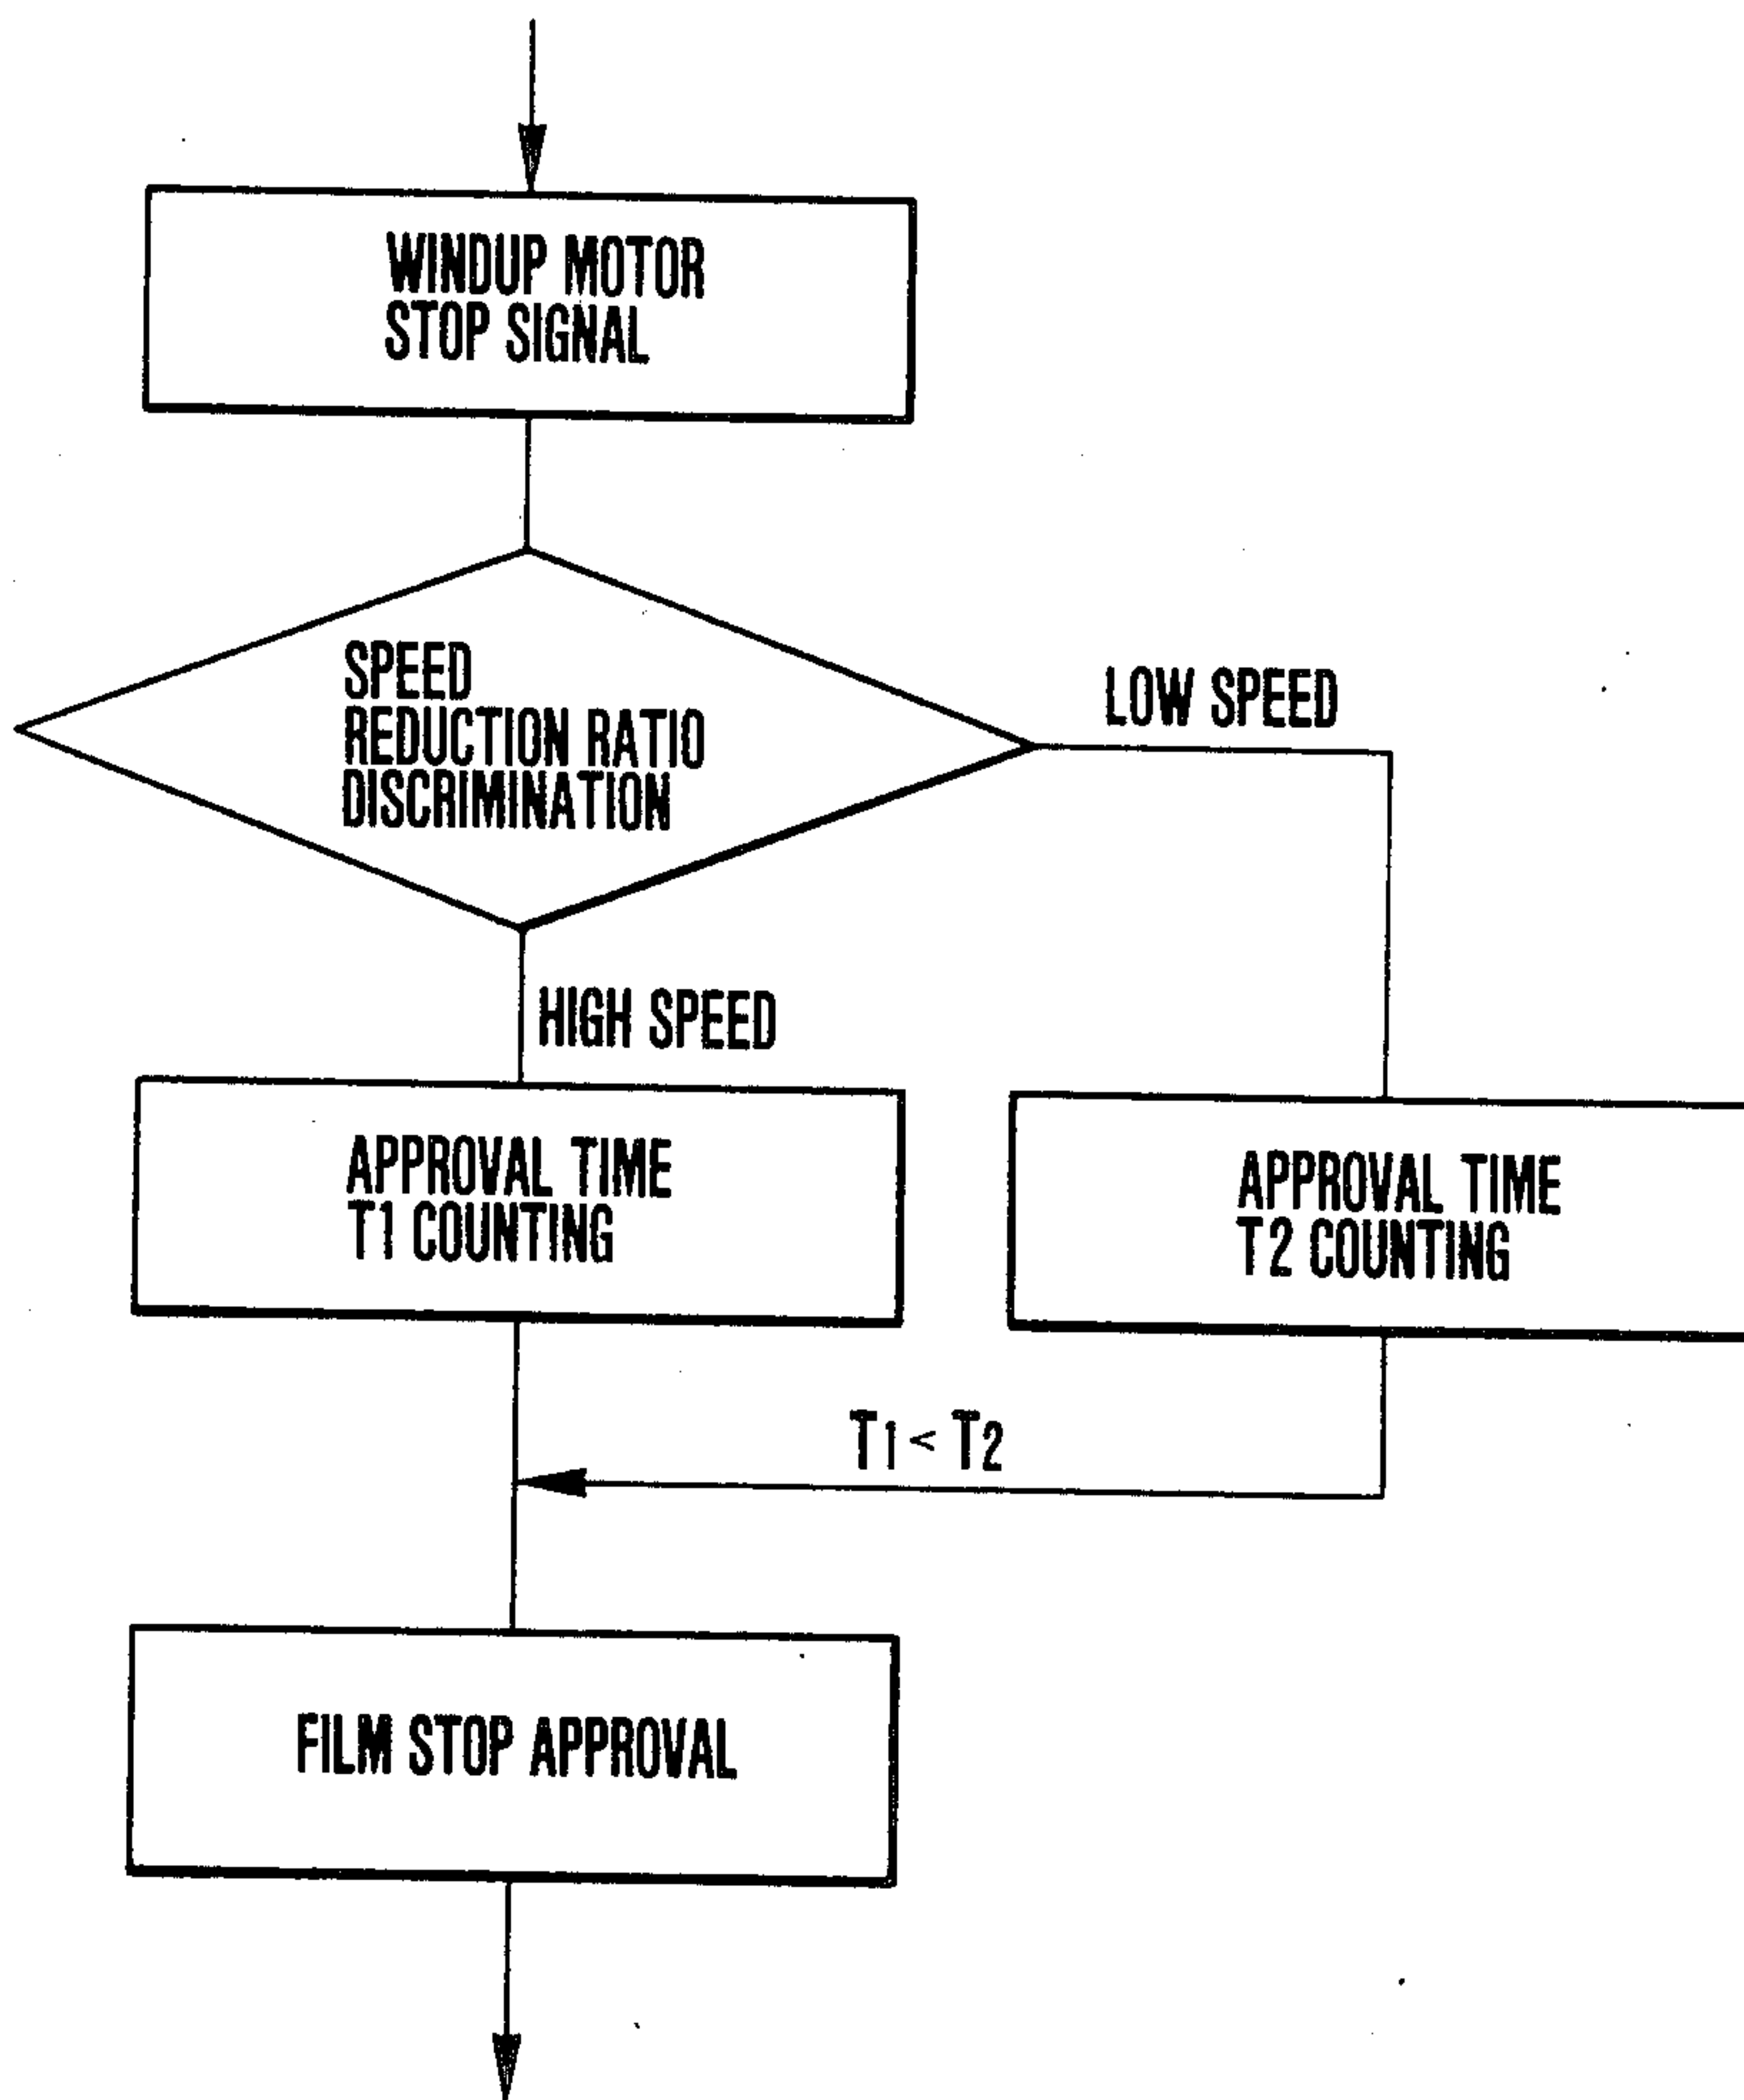 WINDUP MOTOR
STOP SIGNAL
SPEED
REDUCTION RATIO
DISCRIMINATION
LOW SPEED
HIGH SPEED
APPROVAL TIME
T1 COUNTING
APPROVAL TIME
T2 COUNTING
T1 < T2
FILM STOP APPROVAL